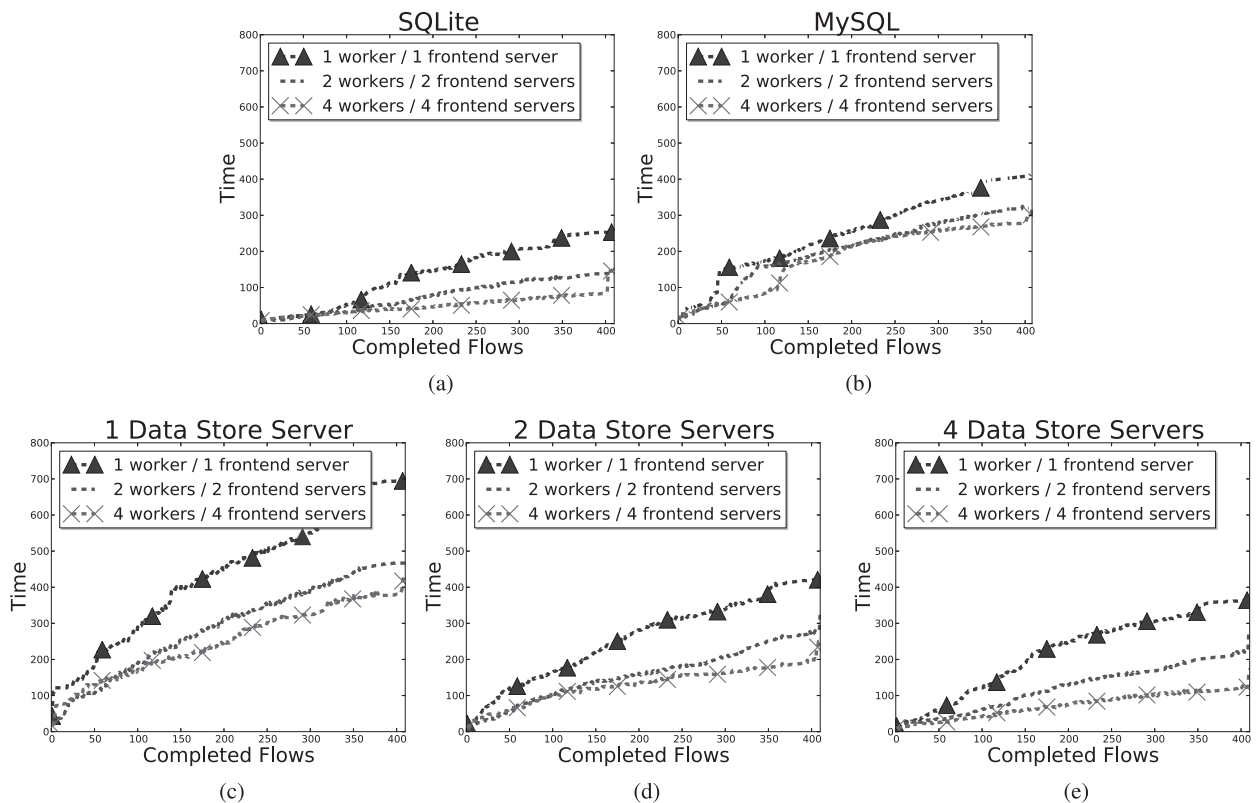 SQLite
800
700
600
500
400
300
200
100
0
Time
1 worker / 1 frontend server
2 workers / 2 frontend servers
4 workers / 4 frontend servers
0 50 100 150 200 250 300 350 400
Completed Flows
(a)
MySQL
800
700
600
500
400
300
200
100
0
Time
1 worker / 1 frontend server
2 workers / 2 frontend servers
4 workers / 4 frontend servers
0 50 100 150 200 250 300 350 400
Completed Flows
(b)
1 Data Store Server
800
700
600
500
400
300
200
100
0
Time
1 worker / 1 frontend server
2 workers / 2 frontend servers
4 workers / 4 frontend servers
0 50 100 150 200 250 300 350 400
Completed Flows
(c)
2 Data Store Servers
800
700
600
500
400
300
200
100
0
Time
1 worker / 1 frontend server
2 workers / 2 frontend servers
4 workers / 4 frontend servers
0 50 100 150 200 250 300 350 400
Completed Flows
(d)
4 Data Store Servers
800
700
600
500
400
300
200
100
0
Time
1 worker / 1 frontend server
2 workers / 2 frontend servers
4 workers / 4 frontend servers
0 50 100 150 200 250 300 350 400
Completed Flows
(e)